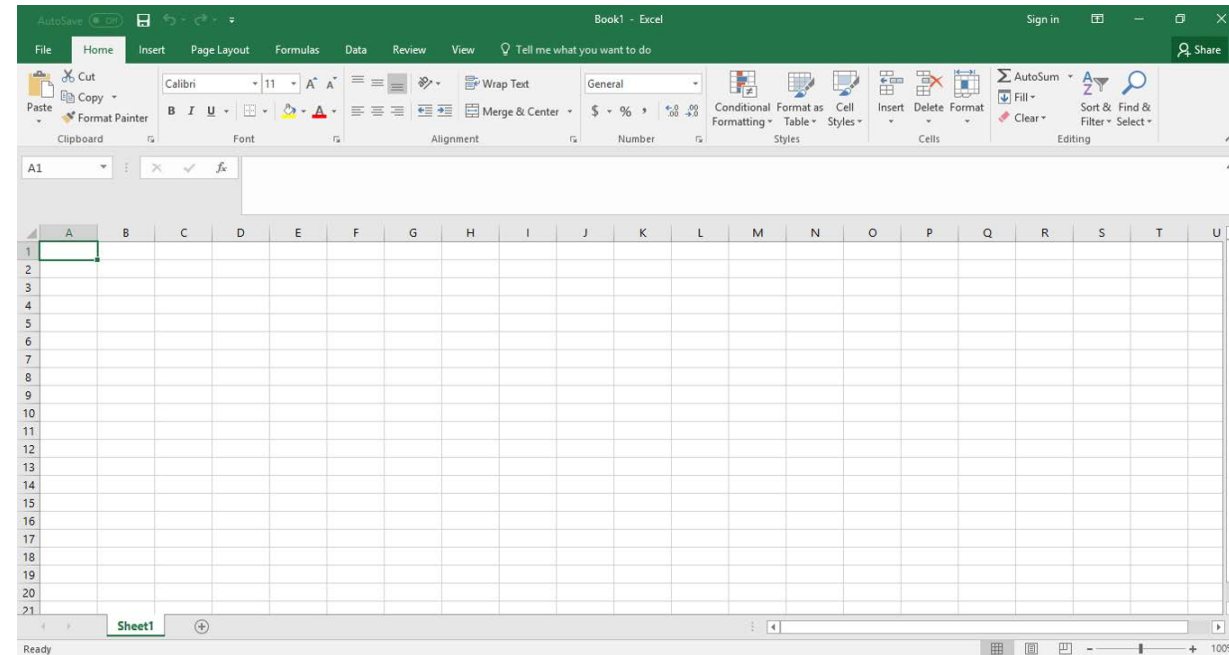 AutoSave Off Book1 - Excel Sign in
File Home Insert Page Layout Formulas Data Review View Tell me what you want to do Share
Paste
Cut
Copy
Format Painter
Clipboard
Calibri 11 A A
B I U A
Font
Wrap Text
Merge & Center
Alignment
General
$ % ,
Number
Conditional Formatting
Format as Table
Cell Styles
Styles
Insert Delete Format
Cells
AutoSum
Fill
Clear
Sort & Filter
Find & Select
Editing
A1 fx
A B C D E F G H I J K L M N O P Q R S T U
1
2
3
4
5
6
7
8
9
10
11
12
13
14
15
16
17
18
19
20
21
Sheet1
Ready 100%